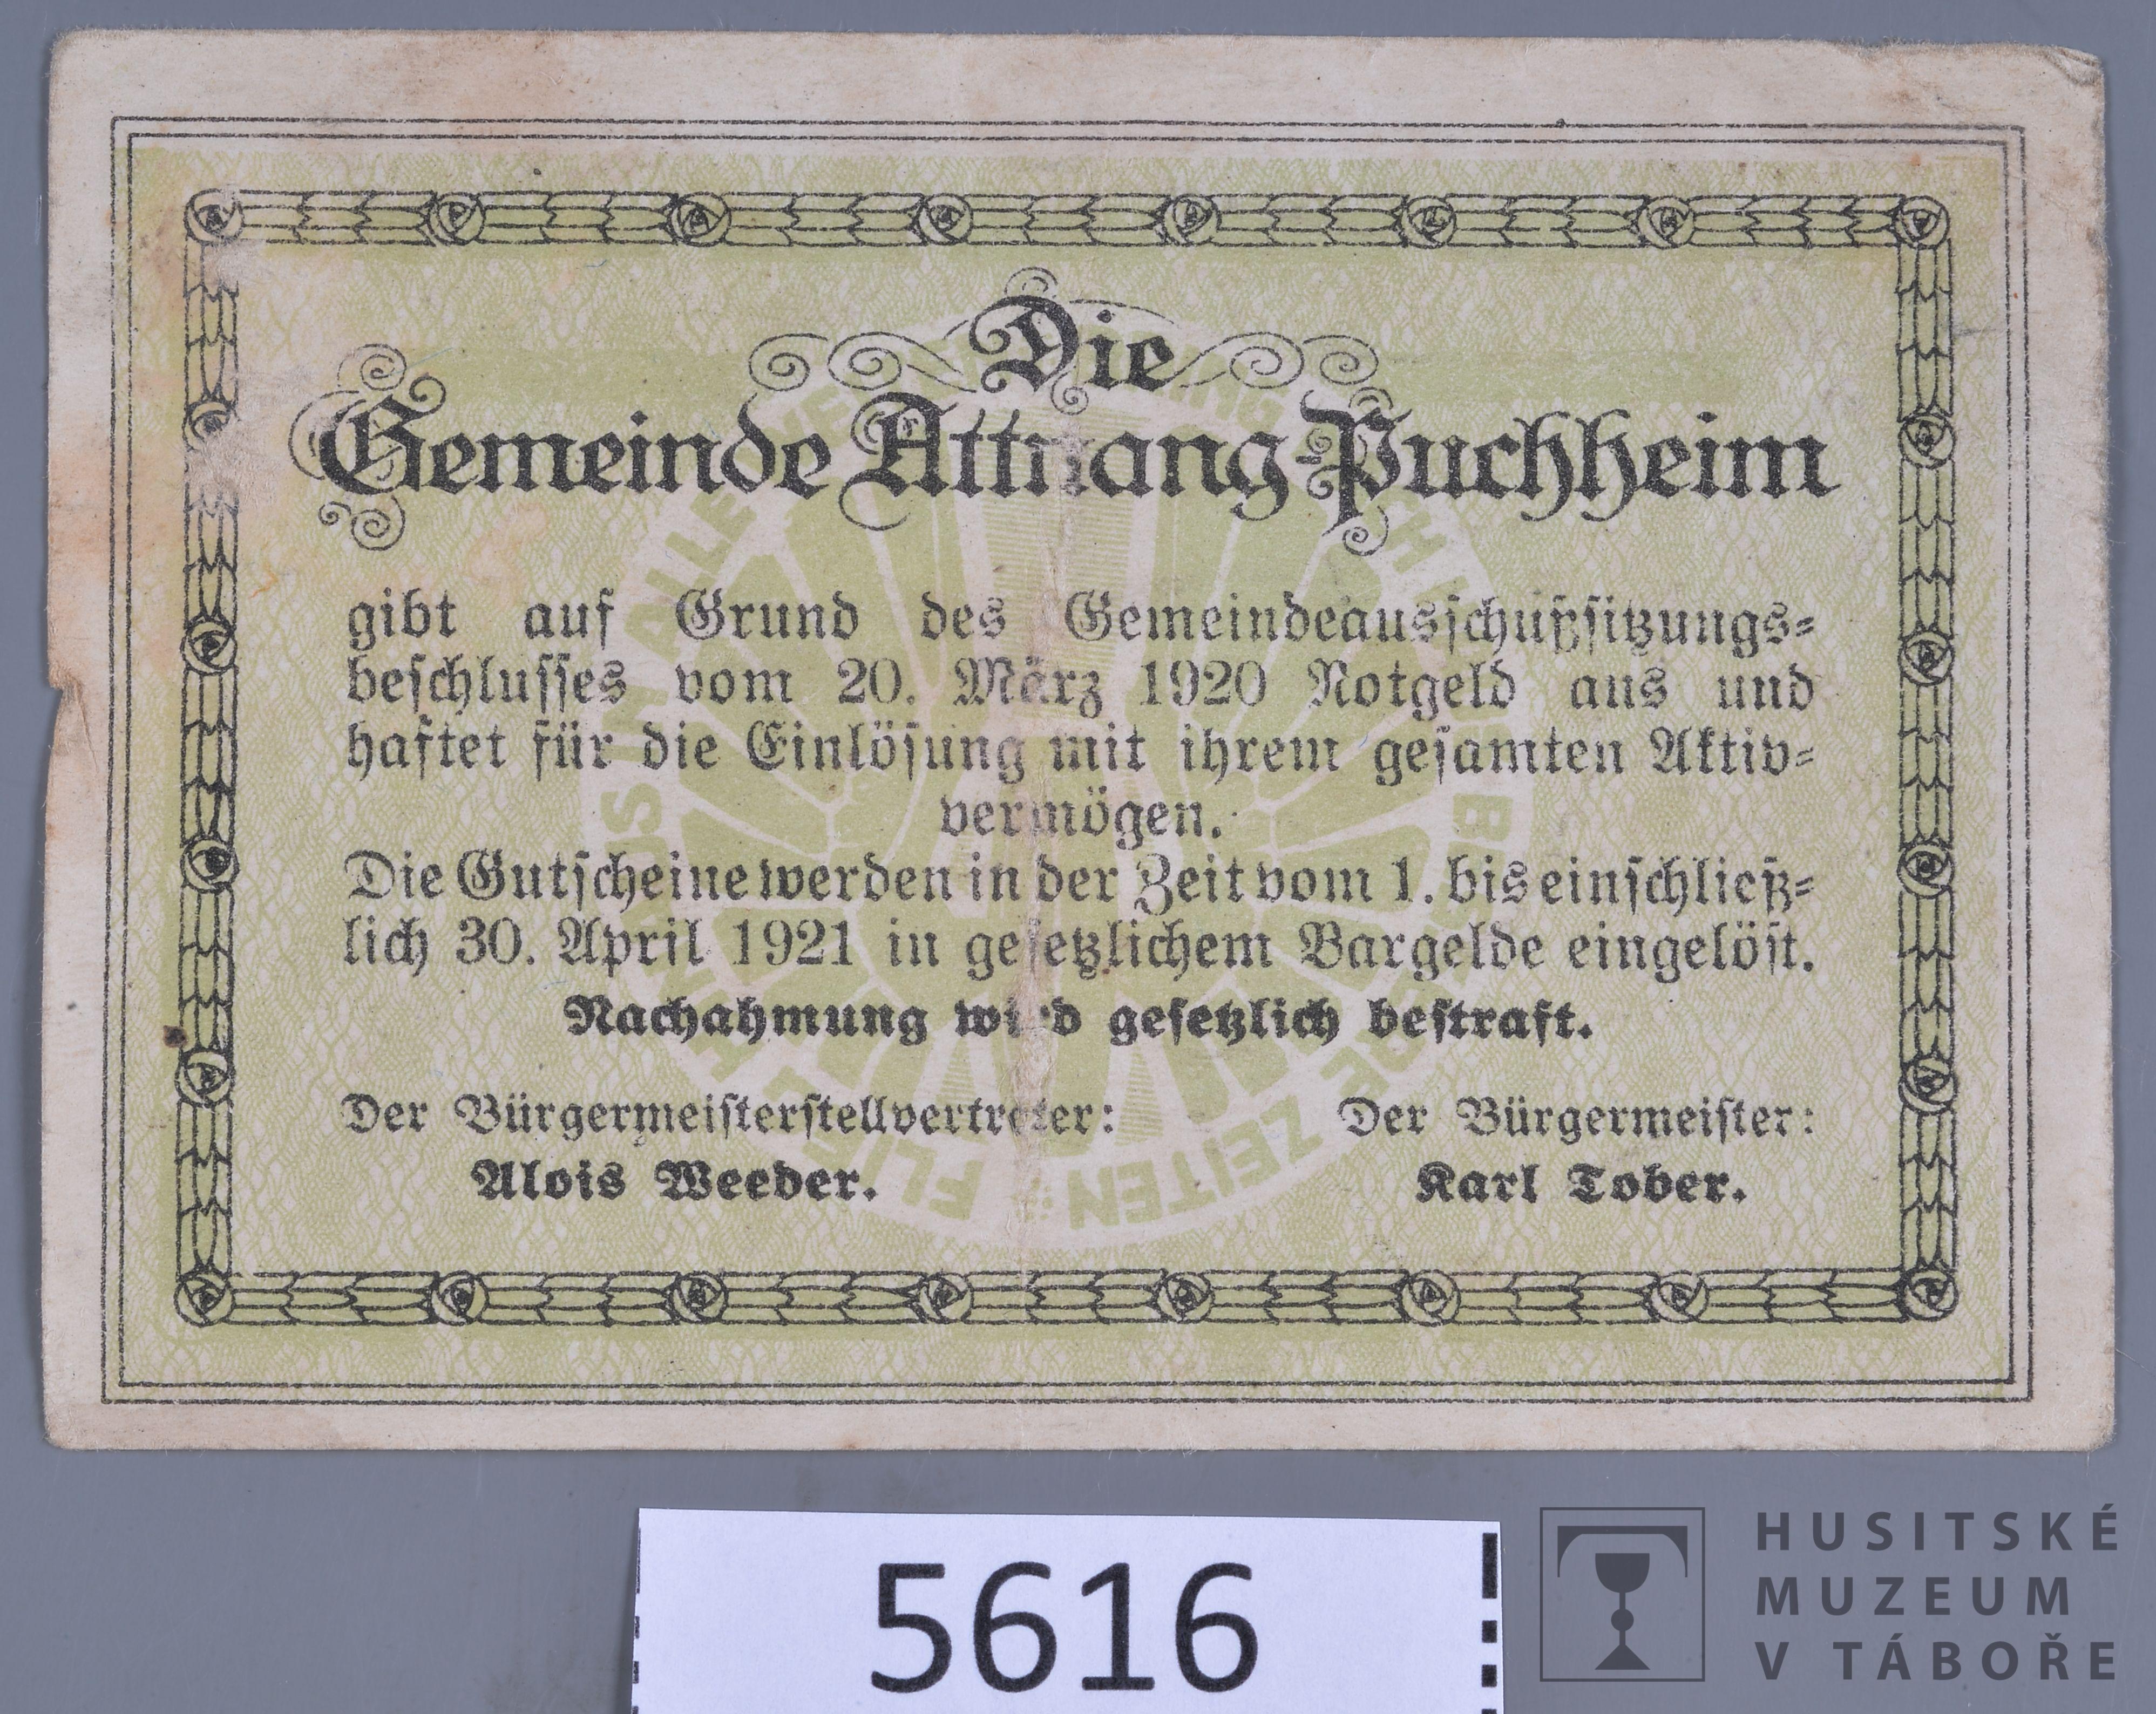 Die
Gemeinde Attnang-Puchheim
gibt auf Grund des Gemeindeausschußsitzungs-
beschlusses vom 20. März 1920 Notgeld aus und
haftet für die Einlösung mit ihrem gesamten Aktiv-
vermögen.
Die Gutscheine werden in der Zeit vom 1. bis einschließ-
lich 30. April 1921 in gesetzlichem Bargelde eingelöst.
Nachahmung wird gesetzlich bestraft.
Der Bürgermeisterstellvertreter:
Alois Weeder.
Der Bürgermeister:
Karl Tober.
ZEITEN
5616
HUSITSKÉ
MUZEUM
V TÁBOŘE